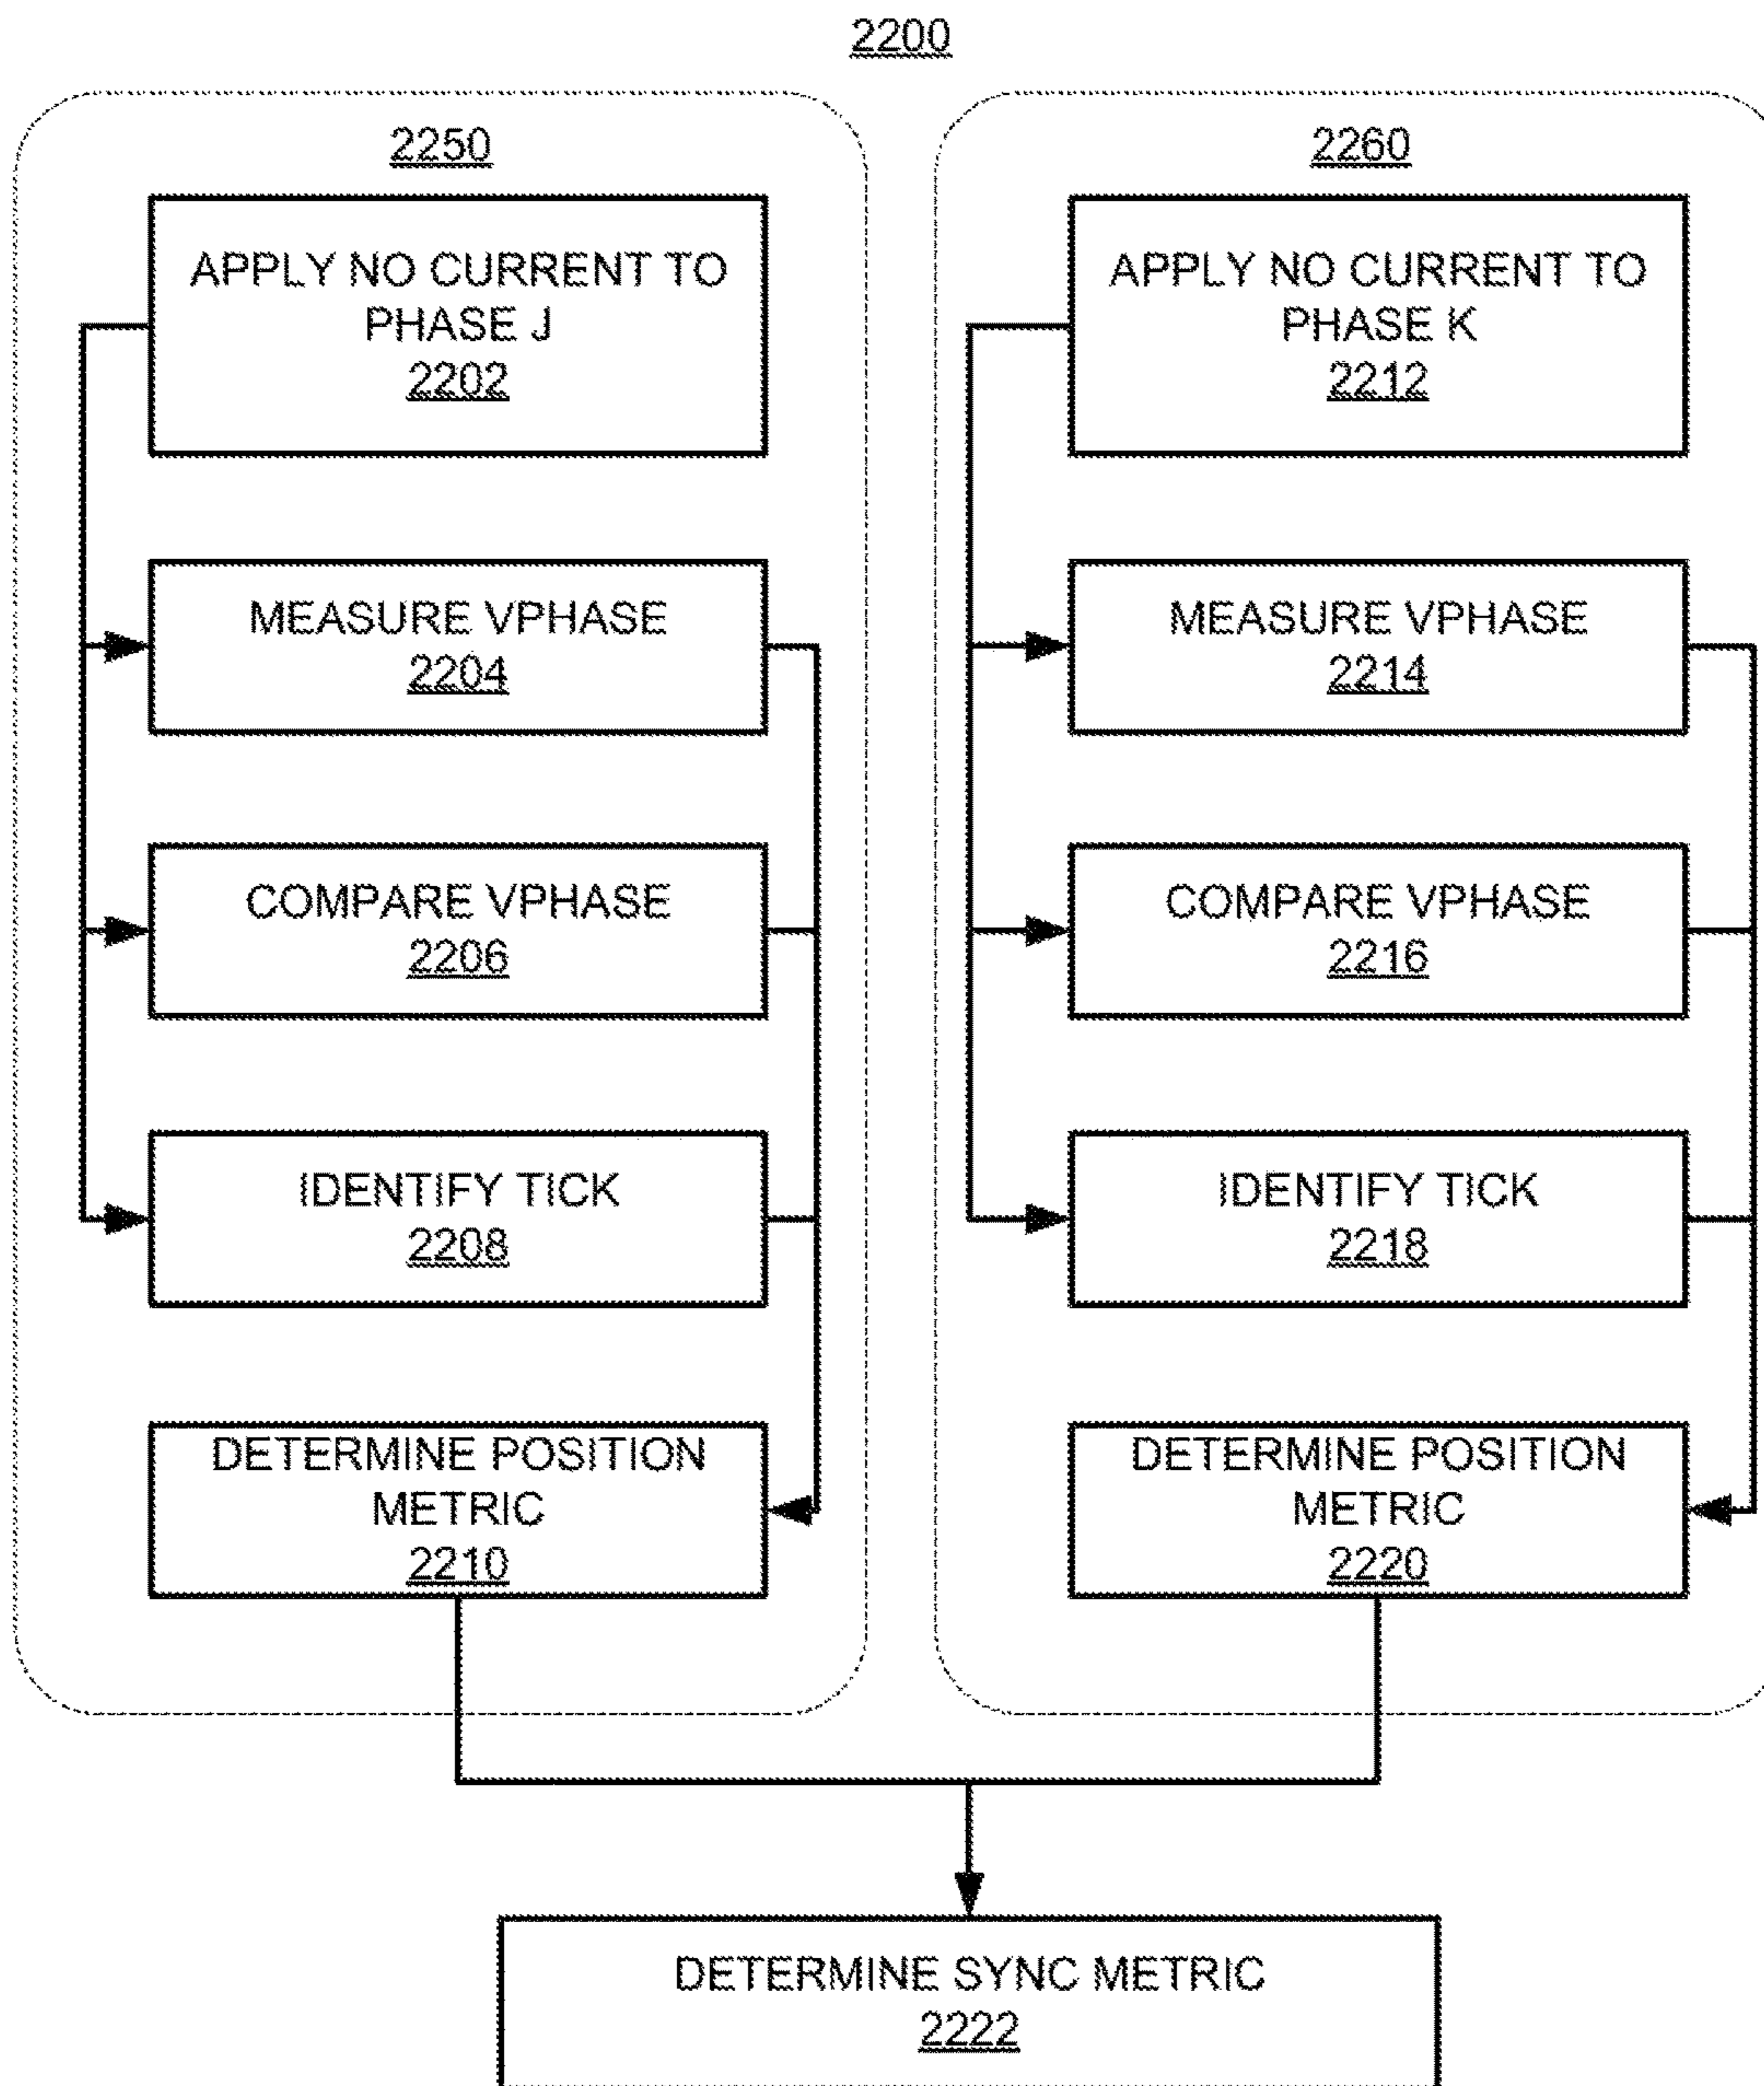 2200
2250
APPLY NO CURRENT TO
PHASE J
2202
MEASURE VPHASE
2204
COMPARE VPHASE
2206
IDENTIFY TICK
2208
DETERMINE POSITION
METRIC
2210
2260
APPLY NO CURRENT TO
PHASE K
2212
MEASURE VPHASE
2214
COMPARE VPHASE
2216
IDENTIFY TICK
2218
DETERMINE POSITION
METRIC
2220
DETERMINE SYNC METRIC
2222